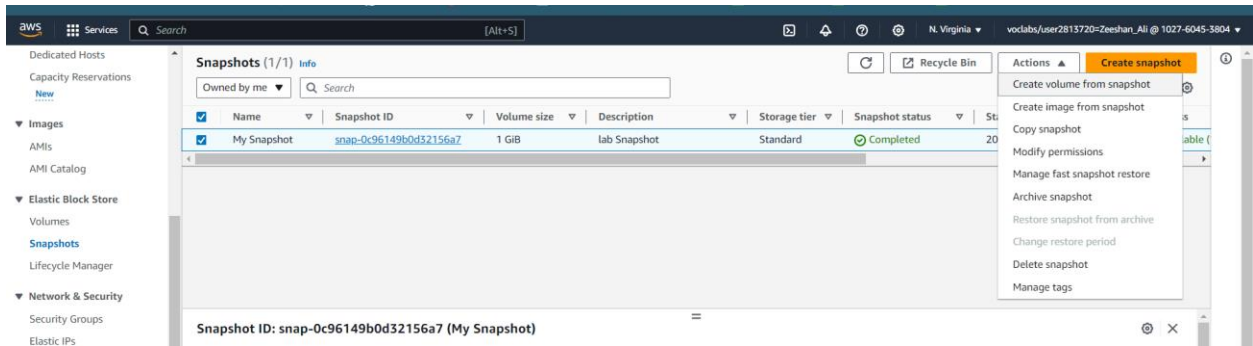 aws Services Search [Alt+S] N. Virginia voclabs/user2813720=Zeeshan_Ali @ 1027-6045-3804
Dedicated Hosts
Capacity Reservations
New
Images
AMIs
AMI Catalog
Elastic Block Store
Volumes
Snapshots
Lifecycle Manager
Network & Security
Security Groups
Elastic IPs
Snapshots (1/1) Info
Recycle Bin Actions Create snapshot
Owned by me Search
Name Snapshot ID Volume size Description Storage tier Snapshot status St
My Snapshot snap-0c96149b0d32156a7 1 GiB lab Snapshot Standard Completed 20 able (
Create volume from snapshot
Create image from snapshot
Copy snapshot
Modify permissions
Manage fast snapshot restore
Archive snapshot
Restore snapshot from archive
Change restore period
Delete snapshot
Manage tags
Snapshot ID: snap-0c96149b0d32156a7 (My Snapshot)